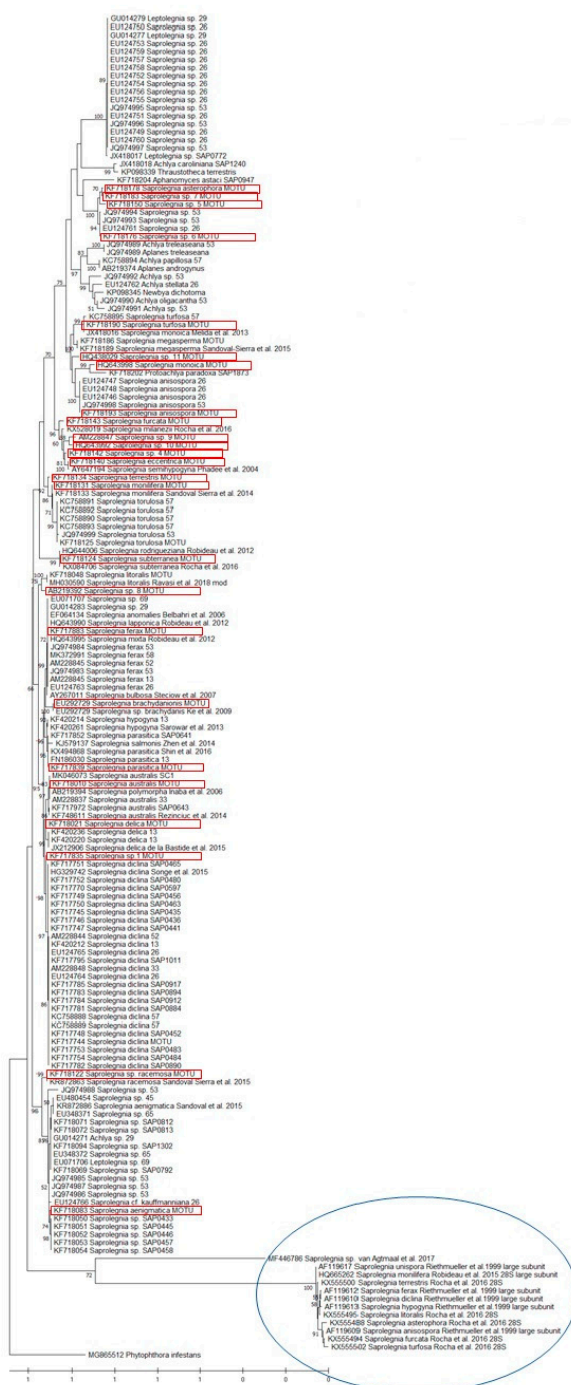 GU014279 Leptolegnia sp. 29
EU124750 Saprolegnia sp. 26
GU014277 Leptolegnia sp. 29
EU124753 Saprolegnia sp. 26
EU124759 Saprolegnia sp. 26
EU124757 Saprolegnia sp. 26
EU124758 Saprolegnia sp. 26
EU124752 Saprolegnia sp. 26
EU124754 Saprolegnia sp. 26
EU124756 Saprolegnia sp. 26
EU124755 Saprolegnia sp. 26
JQ974995 Saprolegnia sp. 53
EU124751 Saprolegnia sp. 26
JQ974996 Saprolegnia sp. 53
EU124749 Saprolegnia sp. 26
EU124760 Saprolegnia sp. 26
JQ974997 Saprolegnia sp. 53
JX418017 Leptolegnia sp. SAP0772
JX418018 Achlya caroliniana SAP1240
KP098339 Thraustotheca terrestris
KF718204 Aphanomyces astaci SAP0947
KF718178 Saprolegnia asterophora MOTU
KF718183 Saprolegnia sp. 7 MOTU
KF718150 Saprolegnia sp. 5 MOTU
JQ974994 Saprolegnia sp. 53
JQ974993 Saprolegnia sp. 53
EU124761 Saprolegnia sp. 26
KF718176 Saprolegnia sp. 6 MOTU
JQ974989 Achlya treleaseana 53
JQ974989 Aplanes treleaseana
KC758894 Achlya papillosa 57
AB219374 Aplanes androgynus
JQ974992 Achlya sp. 53
EU124762 Achlya stellata 26
KP098345 Newbya dichotoma
JQ974990 Achlya oligacantha 53
JQ974991 Achlya sp. 53
KC758895 Saprolegnia turfosa 57
KF718190 Saprolegnia turfosa MOTU
JX418016 Saprolegnia monoica Melida et al. 2013
KF718186 Saprolegnia megasperma MOTU
KF718189 Saprolegnia megasperma Sandoval-Sierra et al. 2015
HQ438029 Saprolegnia sp. 11 MOTU
HQ643998 Saprolegnia monoica MOTU
KF718202 Protoachlya paradoxa SAP1873
EU124747 Saprolegnia anisospora 26
EU124748 Saprolegnia anisospora 26
EU124746 Saprolegnia anisospora 26
JQ974998 Saprolegnia anisospora 53
KF718193 Saprolegnia anisospora MOTU
KF718143 Saprolegnia furcata MOTU
KX528019 Saprolegnia milanezii Rocha et al. 2016
AM228847 Saprolegnia sp. 9 MOTU
HQ643992 Saprolegnia sp. 10 MOTU
KF718142 Saprolegnia sp. 4 MOTU
KF718140 Saprolegnia eccentrica MOTU
AY647194 Saprolegnia semihypogyna Phadee et al. 2004
KF718134 Saprolegnia terrestris MOTU
KF718131 Saprolegnia monilifera MOTU
KF718133 Saprolegnia monilifera Sandoval Sierra et al. 2014
KC758891 Saprolegnia torulosa 57
KC758892 Saprolegnia torulosa 57
KC758890 Saprolegnia torulosa 57
KC758893 Saprolegnia torulosa 57
JQ974999 Saprolegnia torulosa 53
KF718125 Saprolegnia torulosa MOTU
HQ644006 Saprolegnia rodrigueziana Robideau et al. 2012
KF718124 Saprolegnia subterranea MOTU
KX084706 Saprolegnia subterranea Rocha et al. 2016
KF718048 Saprolegnia litoralis MOTU
MH030590 Saprolegnia litoralis Ravasi et al. 2018 mod
AB219392 Saprolegnia sp. 8 MOTU
EU071707 Saprolegnia sp. 69
GU014283 Saprolegnia sp. 29
EF064134 Saprolegnia anomalies Belbahri et al. 2006
HQ643990 Saprolegnia lapponica Robideau et al. 2012
KF717883 Saprolegnia ferax MOTU
HQ643995 Saprolegnia mixta Robideau et al. 2012
JQ974984 Saprolegnia ferax 53
MK372991 Saprolegnia ferax 58
AM228845 Saprolegnia ferax 52
JQ974983 Saprolegnia ferax 53
AM228845 Saprolegnia ferax 13
EU124763 Saprolegnia ferax 26
AY267011 Saprolegnia bulbosa Steciow et al. 2007
EU292729 Saprolegnia brachydanionis MOTU
EU292729 Saprolegnia sp. brachydanis Ke et al. 2009
KF420214 Saprolegnia hypogyna 13
KF420261 Saprolegnia hypogyna Sarowar et al. 2013
KF717852 Saprolegnia parasitica SAP0641
KJ579137 Saprolegnia salmonis Zhen et al. 2014
KX494868 Saprolegnia parasitica Shin et al. 2016
FN186030 Saprolegnia parasitica 13
KF717839 Saprolegnia parasitica MOTU
MK046073 Saprolegnia australis SC1
KF718010 Saprolegnia australis MOTU
AB219394 Saprolegnia polymorpha Inaba et al. 2006
AM228837 Saprolegnia australis 33
KF717972 Saprolegnia australis SAP0643
KF748611 Saprolegnia australis Rezinciuc et al. 2014
KF718021 Saprolegnia delica MOTU
KF420236 Saprolegnia delica 13
KF420220 Saprolegnia delica 13
JX212906 Saprolegnia delica de la Bastide et al. 2015
KF717835 Saprolegnia sp.1 MOTU
KF717751 Saprolegnia diclina SAP0465
HG329742 Saprolegnia diclina Songe et al. 2015
KF717752 Saprolegnia diclina SAP0480
KF717770 Saprolegnia diclina SAP0597
KF717749 Saprolegnia diclina SAP0456
KF717750 Saprolegnia diclina SAP0463
KF717745 Saprolegnia diclina SAP0435
KF717746 Saprolegnia diclina SAP0436
KF717747 Saprolegnia diclina SAP0441
AM228844 Saprolegnia diclina 52
KF420212 Saprolegnia diclina 13
EU124765 Saprolegnia diclina 26
KF717795 Saprolegnia diclina SAP1011
AM228848 Saprolegnia diclina 33
EU124764 Saprolegnia diclina 26
KF717785 Saprolegnia diclina SAP0917
KF717783 Saprolegnia diclina SAP0894
KF717784 Saprolegnia diclina SAP0912
KF717781 Saprolegnia diclina SAP0884
KC758888 Saprolegnia diclina 57
KC758889 Saprolegnia diclina 57
KF717748 Saprolegnia diclina SAP0452
KF717744 Saprolegnia diclina MOTU
KF717753 Saprolegnia diclina SAP0483
KF717754 Saprolegnia diclina SAP0484
KF717782 Saprolegnia diclina SAP0890
KF718122 Saprolegnia sp. racemosa MOTU
KR872863 Saprolegnia racemosa Sandoval Sierra et al. 2015
JQ974988 Saprolegnia sp. 53
EU480454 Saprolegnia sp. 45
KR872886 Saprolegnia aenigmatica Sandoval et al. 2015
EU348371 Saprolegnia sp. 65
KF718071 Saprolegnia sp. SAP0812
KF718072 Saprolegnia sp. SAP0813
GU014271 Achlya sp. 29
KF718094 Saprolegnia sp. SAP1302
EU348372 Saprolegnia sp. 65
EU071706 Leptolegnia sp. 69
KF718069 Saprolegnia sp. SAP0792
JQ974985 Saprolegnia sp. 53
JQ974987 Saprolegnia sp. 53
JQ974986 Saprolegnia sp. 53
EU124766 Saprolegnia cf. kauffmanniana 26
KF718083 Saprolegnia aenigmatica MOTU
KF718050 Saprolegnia sp. SAP0433
KF718051 Saprolegnia sp. SAP0445
KF718052 Saprolegnia sp. SAP0446
KF718053 Saprolegnia sp. SAP0457
KF718054 Saprolegnia sp. SAP0458
MF446786 Saprolegnia sp. van Agtmaal et al. 2017
AF119617 Saprolegnia unispora Riethmueller et al.1999 large subunit
HQ665262 Saprolegnia monilifera Robideau et al. 2015 28S large subunit
KX555500 Saprolegnia terrestris Rocha et al. 2016 28S
AF119612 Saprolegnia ferax Riethmueller et al.1999 large subunit
AF119610 Saprolegnia diclina Riethmueller et al.1999 large subunit
AF119613 Saprolegnia hypogyna Riethmueller et al.1999 large subunit
KX555495 Saprolegnia litoralis Rocha et al. 2016 28S
KX555488 Saprolegnia asterophora Rocha et al. 2016 28S
AF119609 Saprolegnia anisospora Riethmueller et al.1999 large subunit
KX555494 Saprolegnia furcata Rocha et al. 2016 28S
KX555502 Saprolegnia turfosa Rocha et al. 2016 28S
MG865512 Phytophthora infestans
1 1 1 1 0 0